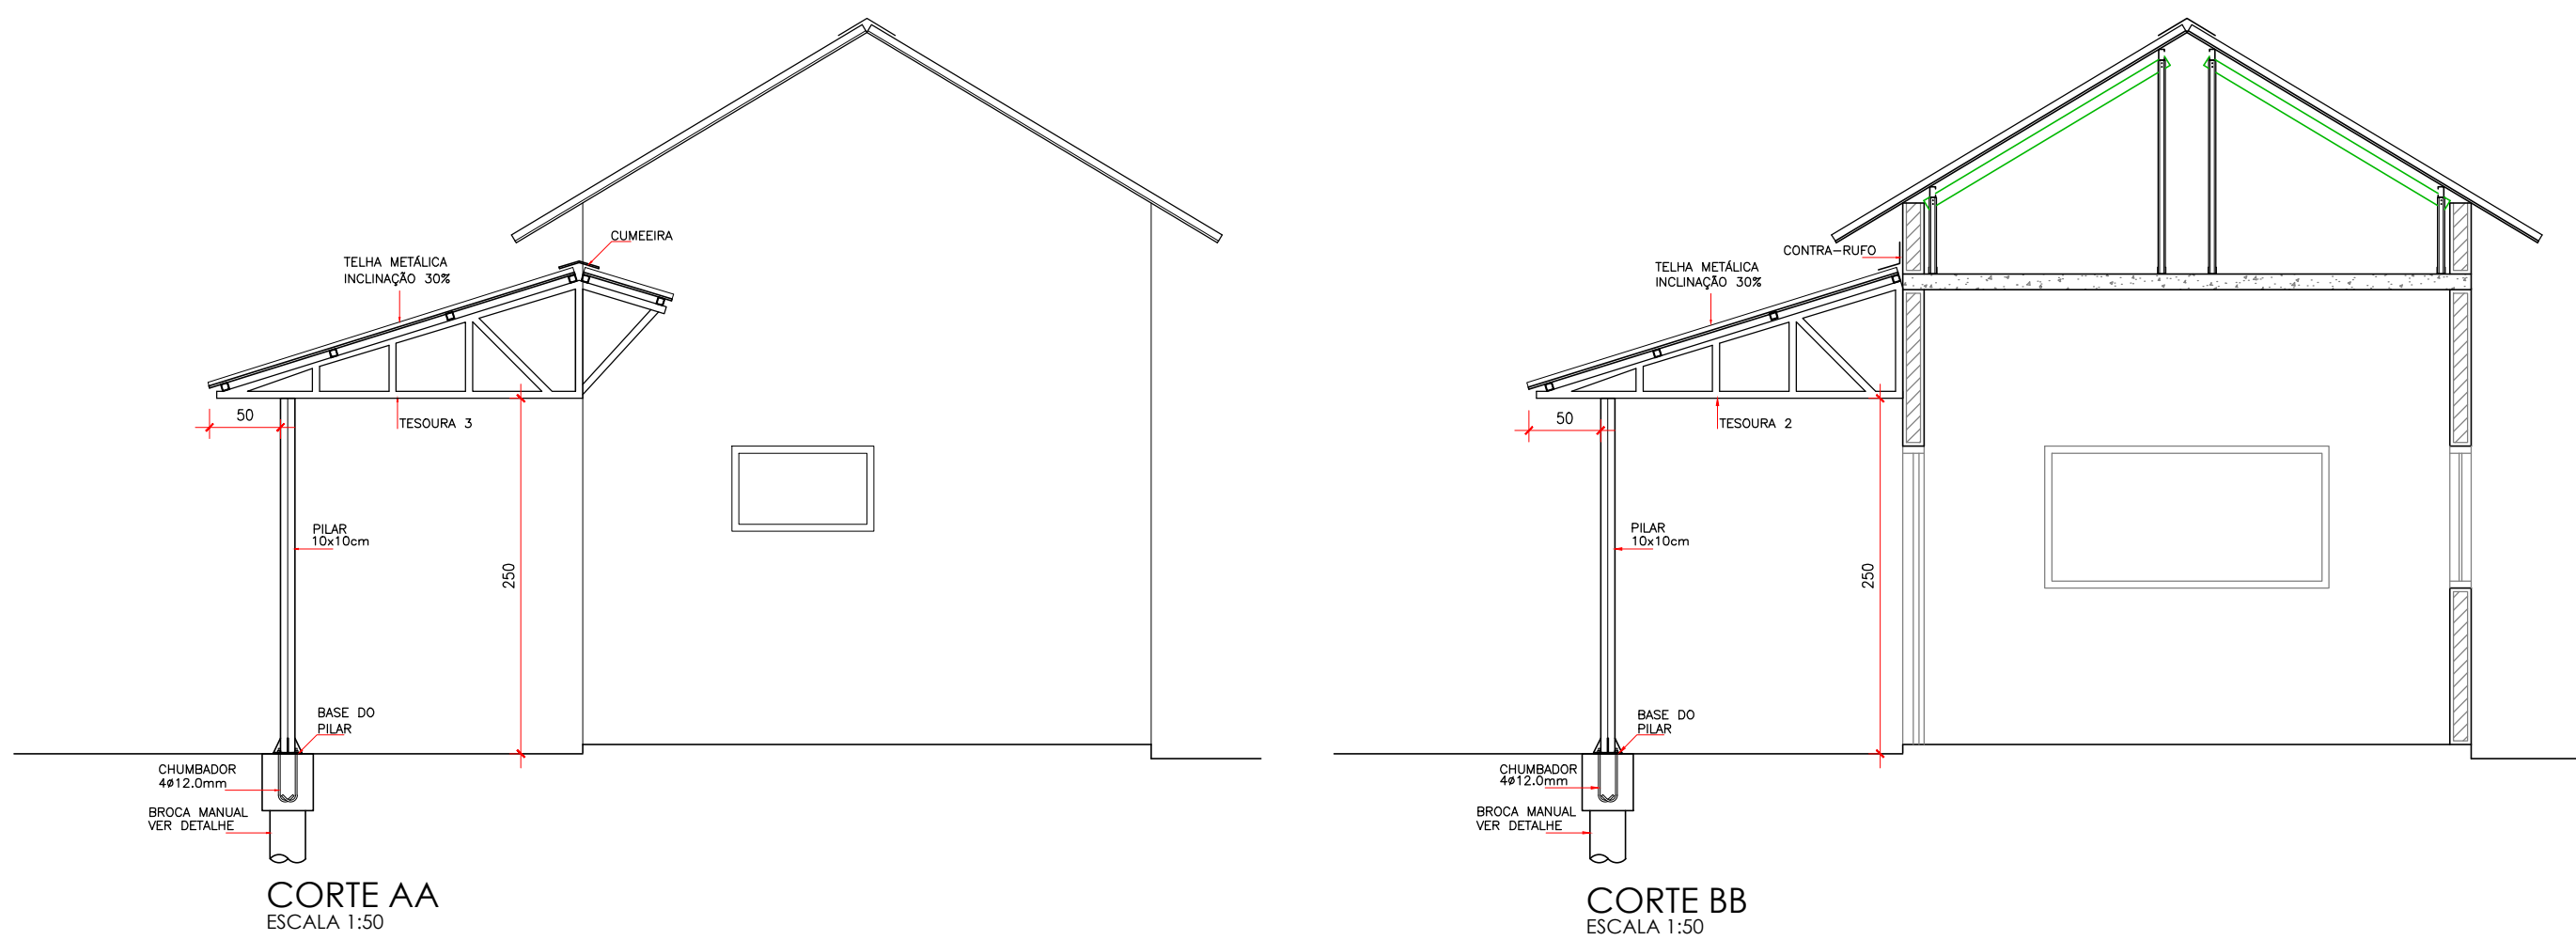 CUMEEIRA
TELHA METÁLICA
INCLINAÇÃO 30%
50
TESOURA 3
PILAR
10x10cm
250
BASE DO
PILAR
CHUMBADOR
4ø12.0mm
BROCA MANUAL
VER DETALHE
CORTE AA
ESCALA 1:50
CONTRA-RUFO
TELHA METÁLICA
INCLINAÇÃO 30%
50
TESOURA 2
PILAR
10x10cm
250
BASE DO
PILAR
CHUMBADOR
4ø12.0mm
BROCA MANUAL
VER DETALHE
CORTE BB
ESCALA 1:50